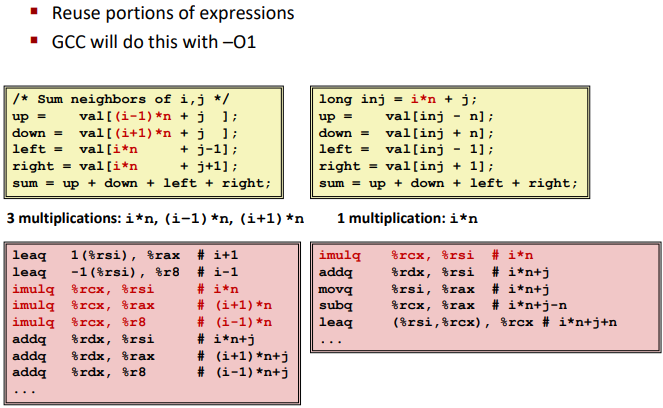 Reuse portions of expressions
GCC will do this with –O1
/* Sum neighbors of i,j */
up =    val[(i-1)*n + j  ];
down =  val[(i+1)*n + j  ];
left =  val[i*n     + j-1];
right = val[i*n     + j+1];
sum = up + down + left + right;
3 multiplications: i*n, (i–1)*n, (i+1)*n
leaq   1(%rsi), %rax  # i+1
leaq   -1(%rsi), %r8  # i-1
imulq  %rcx, %rsi     # i*n
imulq  %rcx, %rax     # (i+1)*n
imulq  %rcx, %r8      # (i-1)*n
addq   %rdx, %rsi     # i*n+j
addq   %rdx, %rax     # (i+1)*n+j
addq   %rdx, %r8      # (i-1)*n+j
...
long inj = i*n + j;
up =    val[inj - n];
down =  val[inj + n];
left =  val[inj - 1];
right = val[inj + 1];
sum = up + down + left + right;
1 multiplication: i*n
imulq  %rcx, %rsi  # i*n
addq   %rdx, %rsi  # i*n+j
movq   %rsi, %rax  # i*n+j
subq   %rcx, %rax  # i*n+j-n
leaq   (%rsi,%rcx), %rcx # i*n+j+n
...